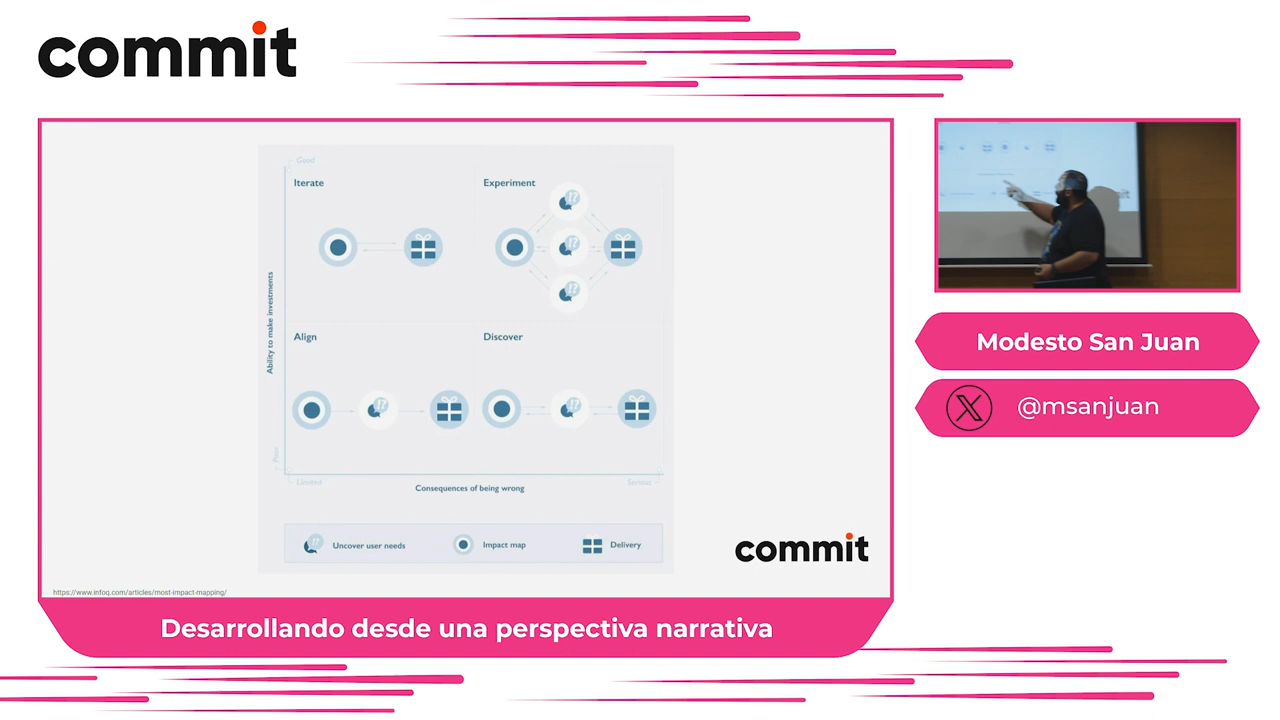 commit
Good
Iterate
Experiment
Ability to make investments
Align
Discover
Poor
Limited
Consequences of being wrong
Serious
Uncover user needs
Impact map
Delivery
commit
https://www.infoq.com/articles/most-impact-mapping/
Desarrollando desde una perspectiva narrativa
Modesto San Juan
@msanjuan